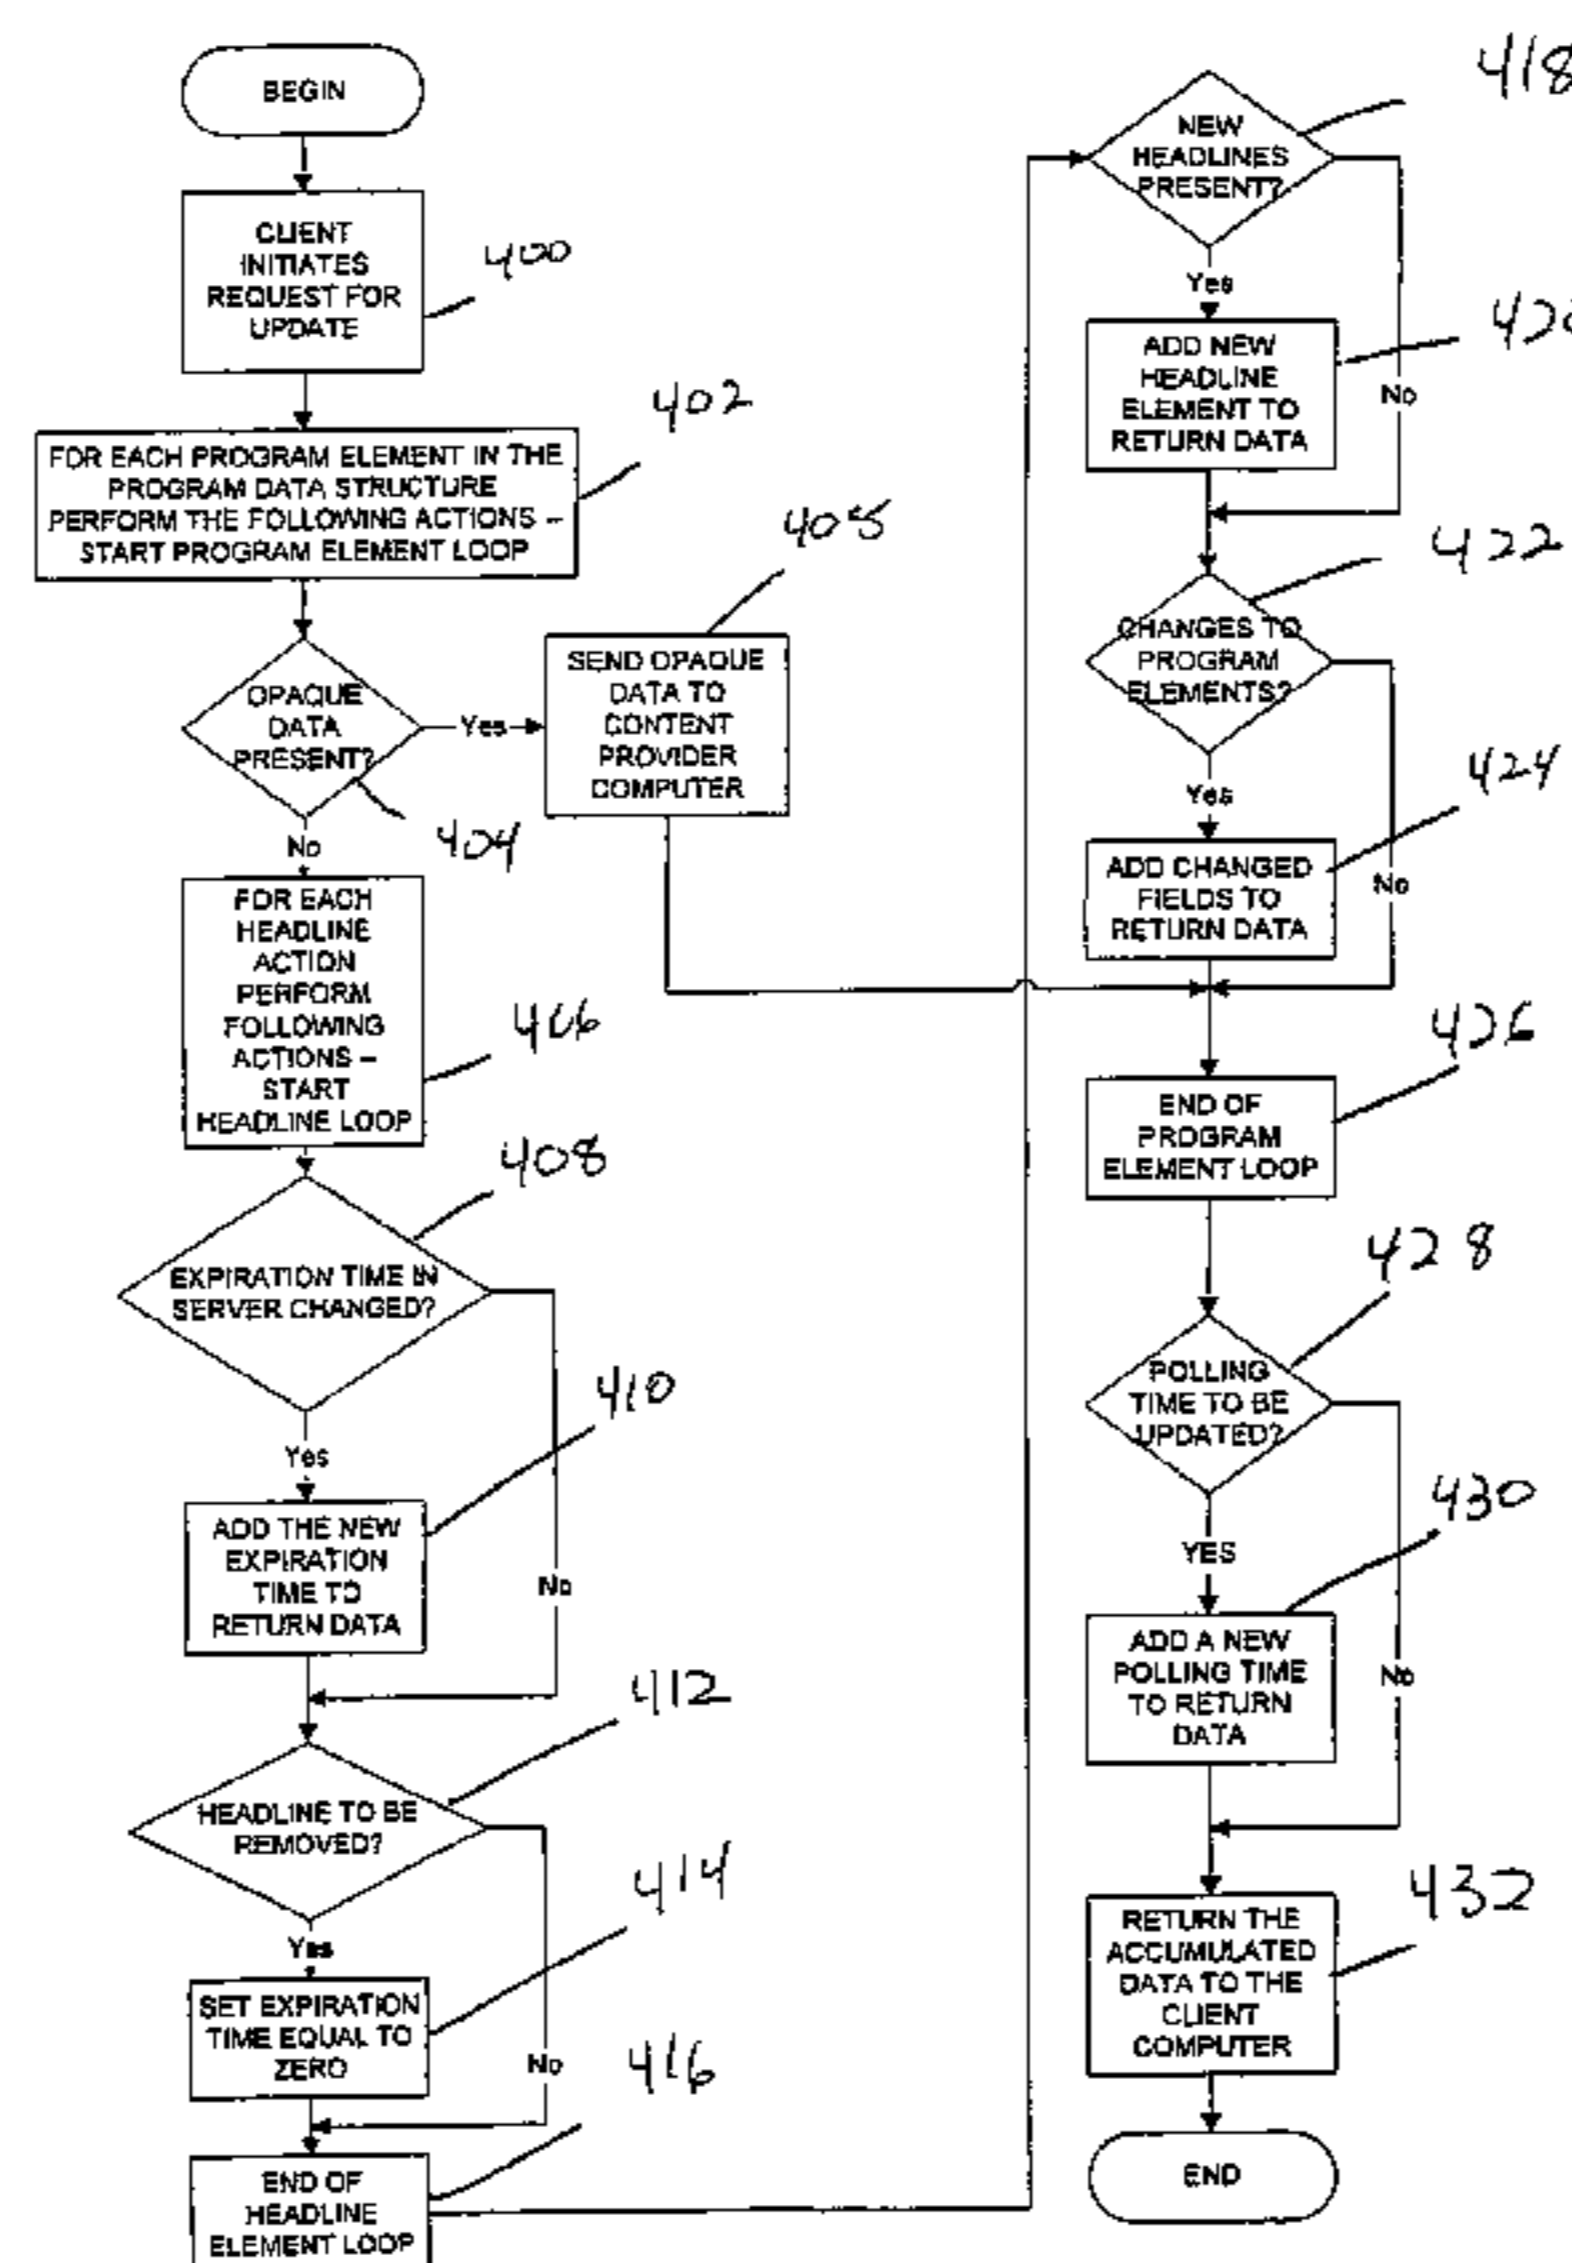 BEGIN
CLIENT
INITIATES
REQUEST FOR
UPDATE
400
FOR EACH PROGRAM ELEMENT IN THE
PROGRAM DATA STRUCTURE
PERFORM THE FOLLOWING ACTIONS –
START PROGRAM ELEMENT LOOP
402
OPAQUE
DATA
PRESENT?
404
Yes
SEND OPAQUE
DATA TO
CONTENT
PROVIDER
COMPUTER
405
No
FOR EACH
HEADLINE
ACTION
PERFORM
FOLLOWING
ACTIONS –
START
HEADLINE LOOP
406
EXPIRATION TIME IN
SERVER CHANGED?
408
Yes
No
ADD THE NEW
EXPIRATION
TIME TO
RETURN DATA
410
HEADLINE TO BE
REMOVED?
412
Yes
No
SET EXPIRATION
TIME EQUAL TO
ZERO
414
END OF
HEADLINE
ELEMENT LOOP
416
NEW
HEADLINES
PRESENT?
418
Yes
No
ADD NEW
HEADLINE
ELEMENT TO
RETURN DATA
CHANGES TO
PROGRAM
ELEMENTS?
422
Yes
No
ADD CHANGED
FIELDS TO
RETURN DATA
424
END OF
PROGRAM
ELEMENT LOOP
426
POLLING
TIME TO BE
UPDATED?
428
YES
No
ADD A NEW
POLLING TIME
TO RETURN
DATA
430
RETURN THE
ACCUMULATED
DATA TO THE
CLIENT
COMPUTER
432
END